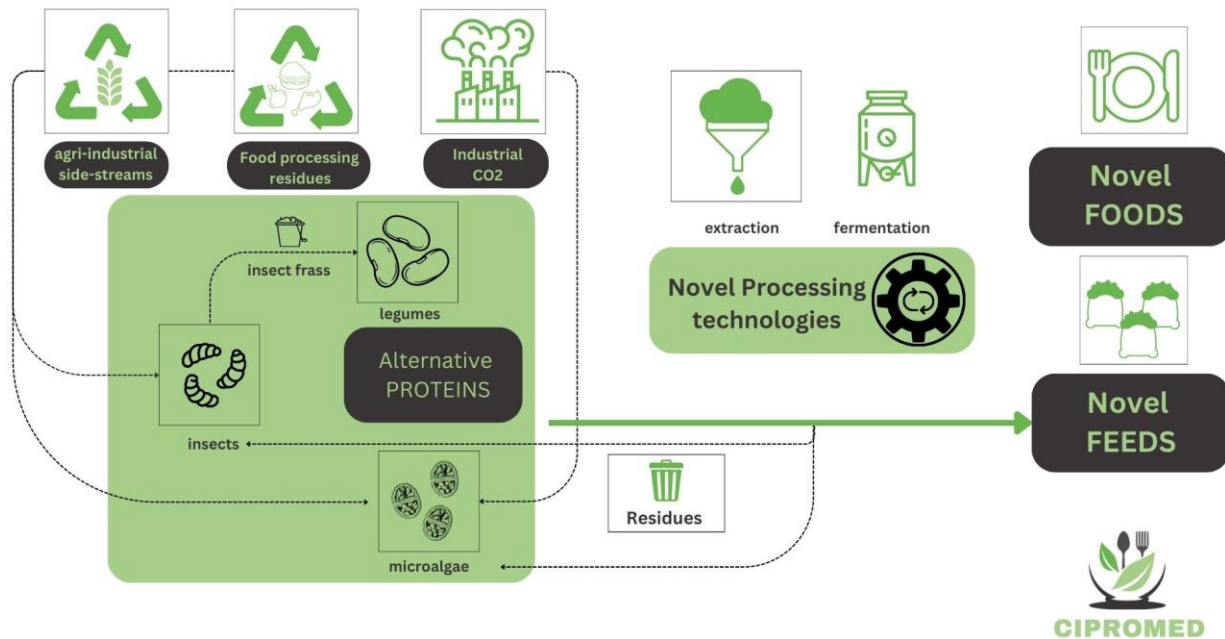 agri-industrial
side-streams
Food processing
residues
Industrial
CO2
insect frass
legumes
Alternative
PROTEINS
insects
microalgae
extraction
fermentation
Novel Processing
technologies
Residues
Novel
FOODS
Novel
FEEDS
CIPROMED